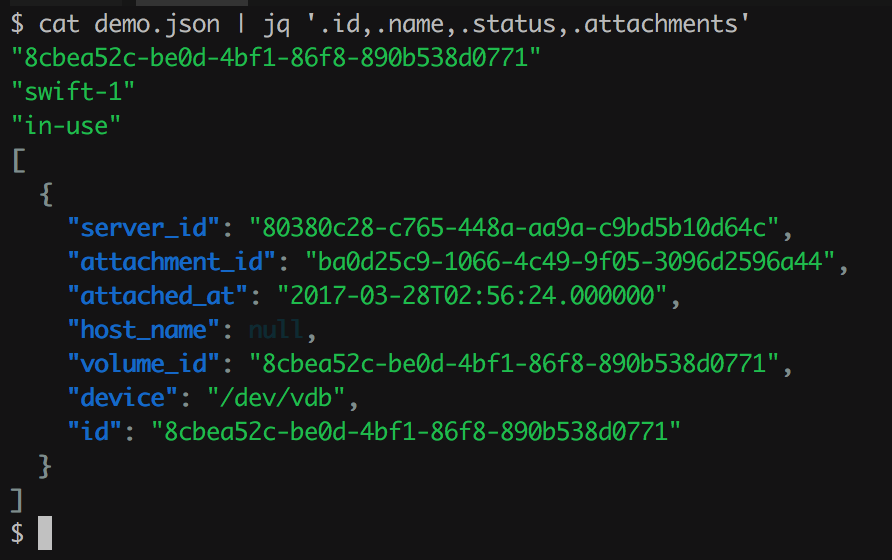 $ cat demo.json | jq '.id,.name,.status,.attachments'
"8cbea52c-be0d-4bf1-86f8-890b538d0771"
"swift-1"
"in-use"
[
  {
    "server_id": "80380c28-c765-448a-aa9a-c9bd5b10d64c",
    "attachment_id": "ba0d25c9-1066-4c49-9f05-3096d2596a44",
    "attached_at": "2017-03-28T02:56:24.000000",
    "host_name": null,
    "volume_id": "8cbea52c-be0d-4bf1-86f8-890b538d0771",
    "device": "/dev/vdb",
    "id": "8cbea52c-be0d-4bf1-86f8-890b538d0771"
  }
]
$